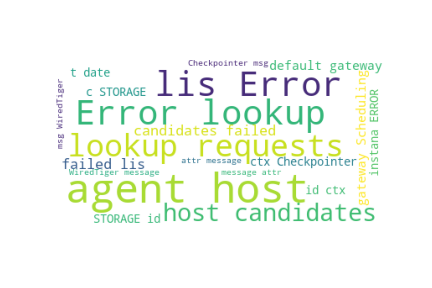 Checkpointer msg
default gateway
t date
lis Error
c STORAGE
msg WiredTiger
Error lookup
gateway Scheduling
instana ERROR
candidates failed
lookup requests
failed lis
attr message
ctx Checkpointer
WiredTiger message
message attr
agent host
id ctx
STORAGE id
host candidates